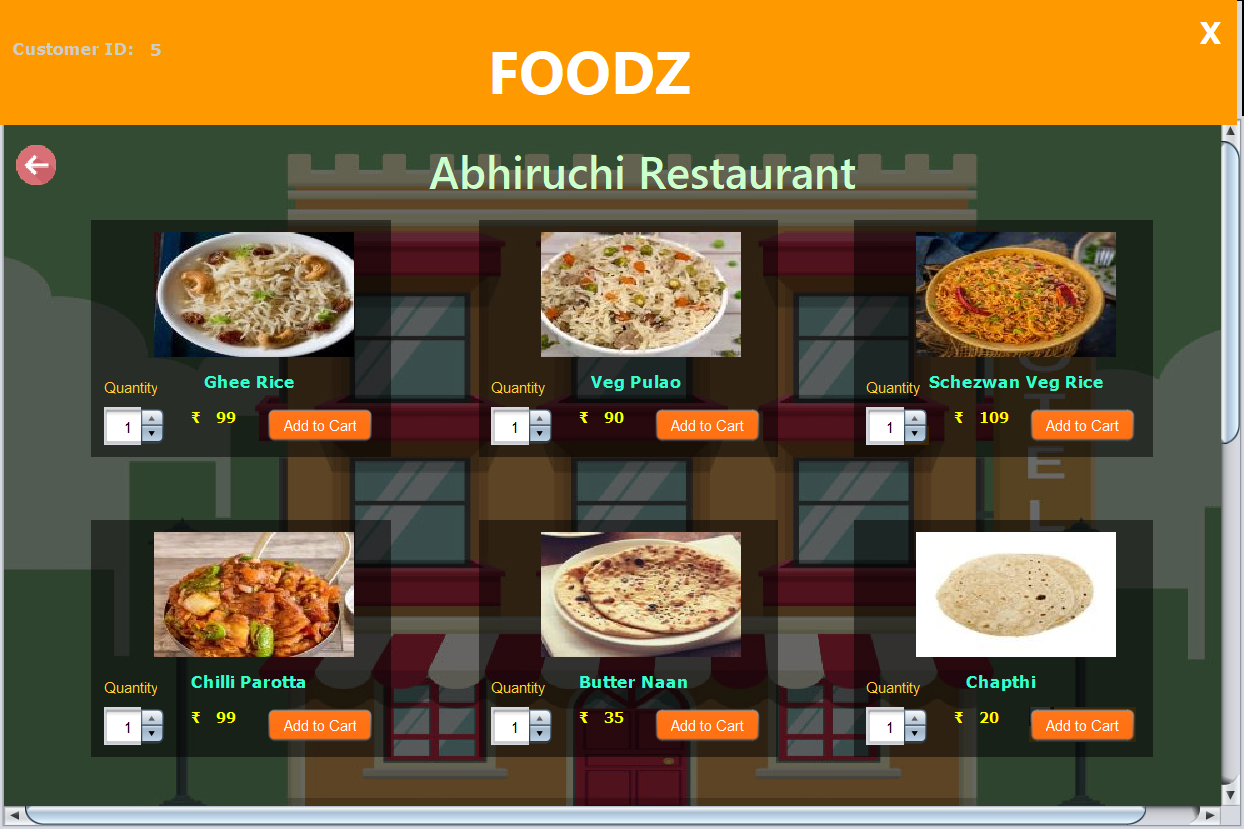 Customer ID: 5
X
FOODZ
Abhiruchi Restaurant
Ghee Rice
Quantity
1
₹ 99
Add to Cart
Veg Pulao
Quantity
1
₹ 90
Add to Cart
Schezwan Veg Rice
Quantity
1
₹ 109
Add to Cart
T
E
L
Chilli Parotta
Quantity
1
₹ 99
Add to Cart
Butter Naan
Quantity
1
₹ 35
Add to Cart
Chapthi
Quantity
1
₹ 20
Add to Cart